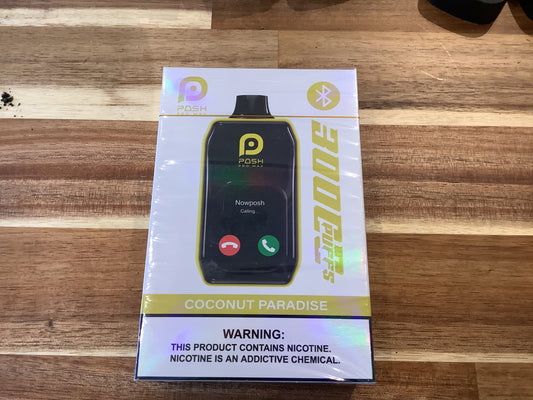 POSH
POSH
PRO MAX
Nowposh
Calling...
30000 PUFFS
COCONUT PARADISE
WARNING:
THIS PRODUCT CONTAINS NICOTINE.
NICOTINE IS AN ADDICTIVE CHEMICAL.